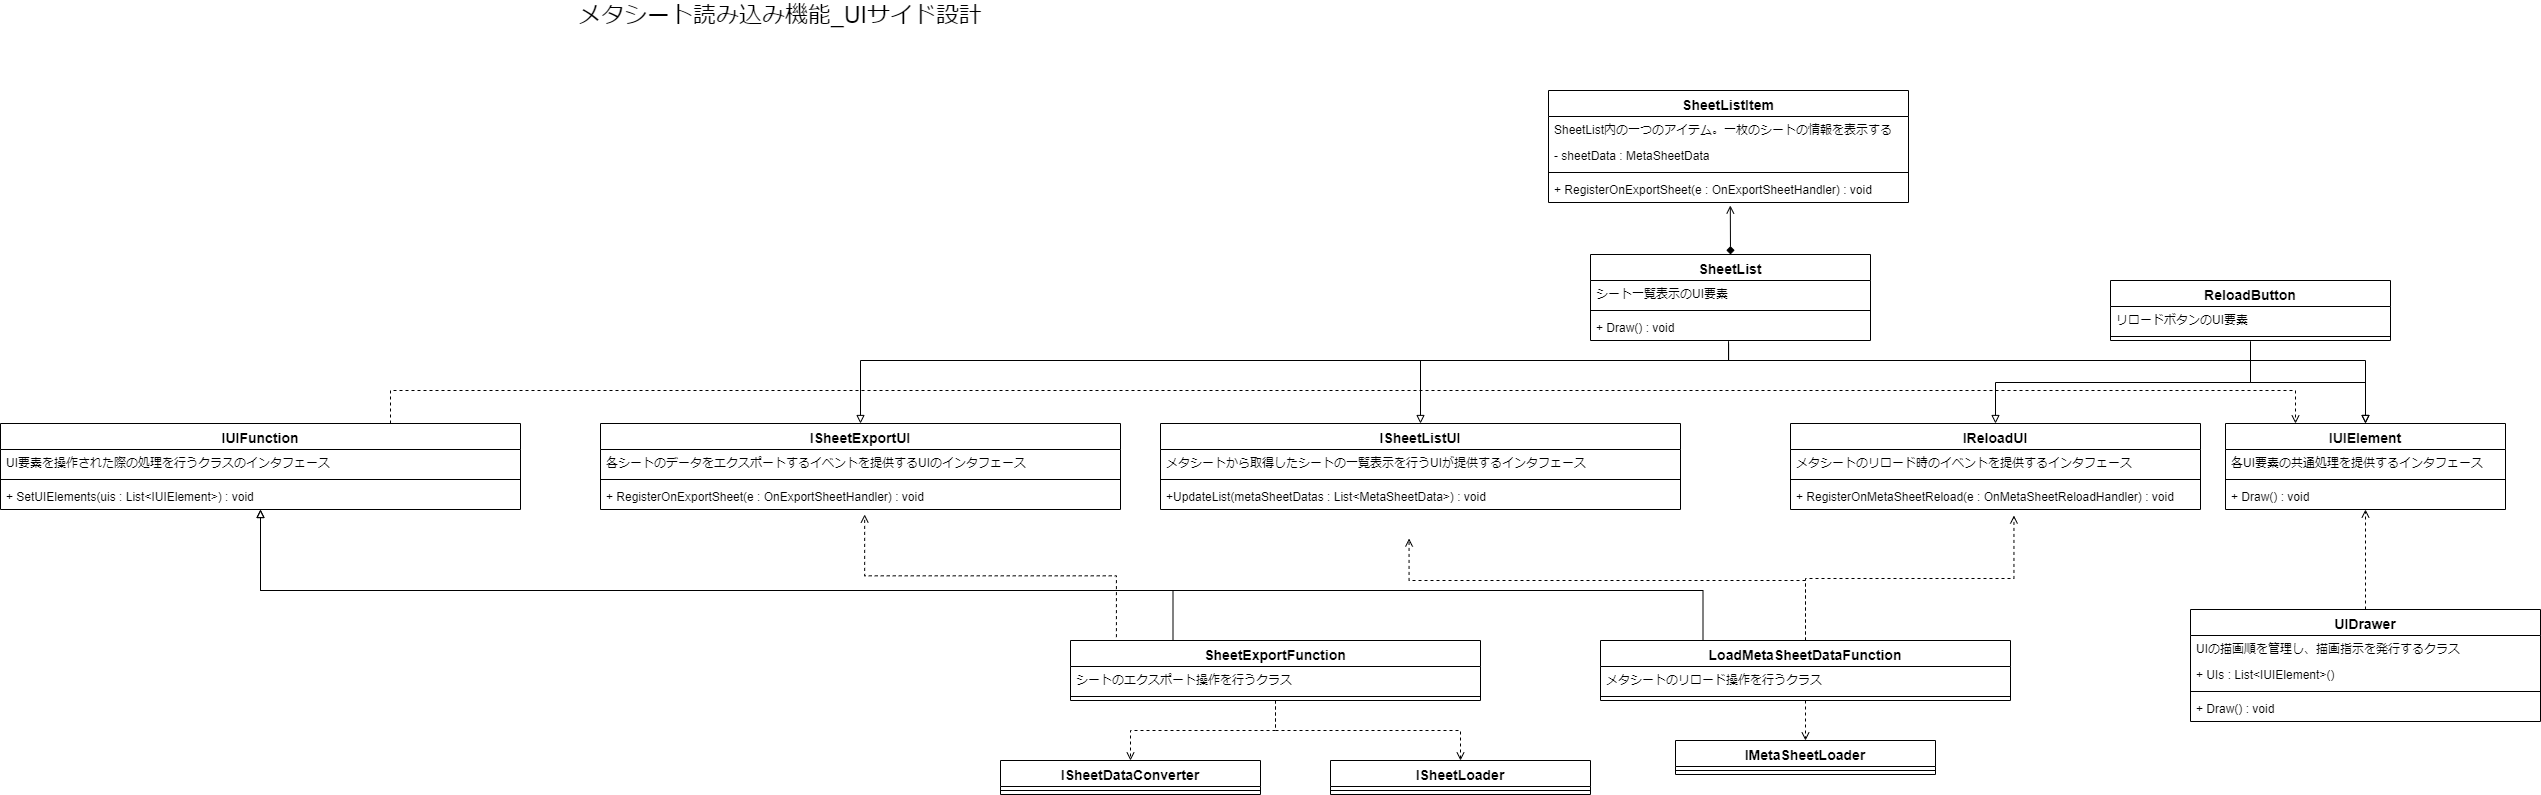 メタシート読み込み機能_UIサイド設計
SheetListItem
SheetList内の一つのアイテム。一枚のシートの情報を表示する
- sheetData : MetaSheetData
+ RegisterOnExportSheet(e : OnExportSheetHandler) : void
SheetList
シート一覧表示のUI要素
+ Draw() : void
ReloadButton
リロードボタンのUI要素
IUIFunction
UI要素を操作された際の処理を行うクラスのインタフェース
+ SetUIElements(uis : List<IUIElement>) : void
ISheetExportUI
各シートのデータをエクスポートするイベントを提供するUIのインタフェース
+ RegisterOnExportSheet(e : OnExportSheetHandler) : void
ISheetListUI
メタシートから取得したシートの一覧表示を行うUIが提供するインタフェース
+UpdateList(metaSheetDatas : List<MetaSheetData>) : void
IReloadUI
メタシートのリロード時のイベントを提供するインタフェース
+ RegisterOnMetaSheetReload(e : OnMetaSheetReloadHandler) : void
IUIElement
各UI要素の共通処理を提供するインタフェース
+ Draw() : void
SheetExportFunction
シートのエクスポート操作を行うクラス
LoadMetaSheetDataFunction
メタシートのリロード操作を行うクラス
UIDrawer
UIの描画順を管理し、描画指示を発行するクラス
+ UIs : List<IUIElement>()
+ Draw() : void
ISheetDataConverter
ISheetLoader
IMetaSheetLoader